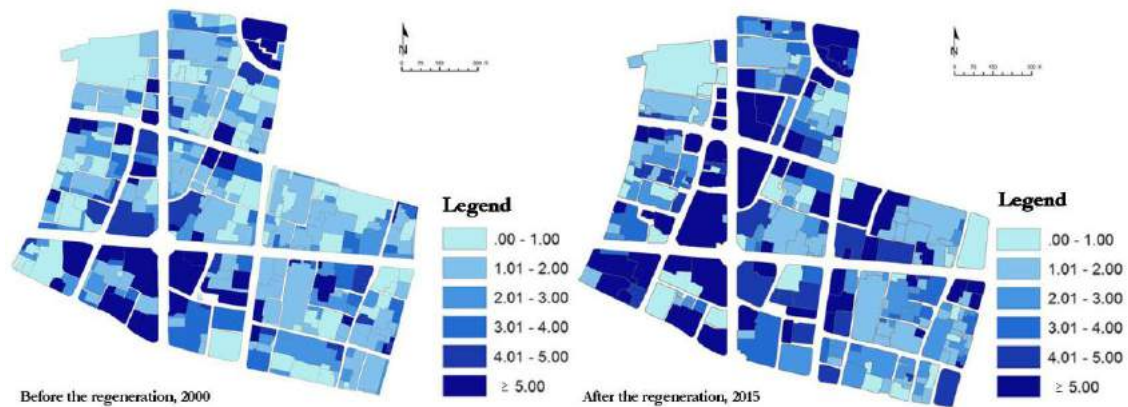 N
Legend
.00 - 1.00
1.01 - 2.00
2.01 - 3.00
3.01 - 4.00
4.01 - 5.00
≥ 5.00
Before the regeneration, 2000
N
Legend
.00 - 1.00
1.01 - 2.00
2.01 - 3.00
3.01 - 4.00
4.01 - 5.00
≥ 5.00
After the regeneration, 2015